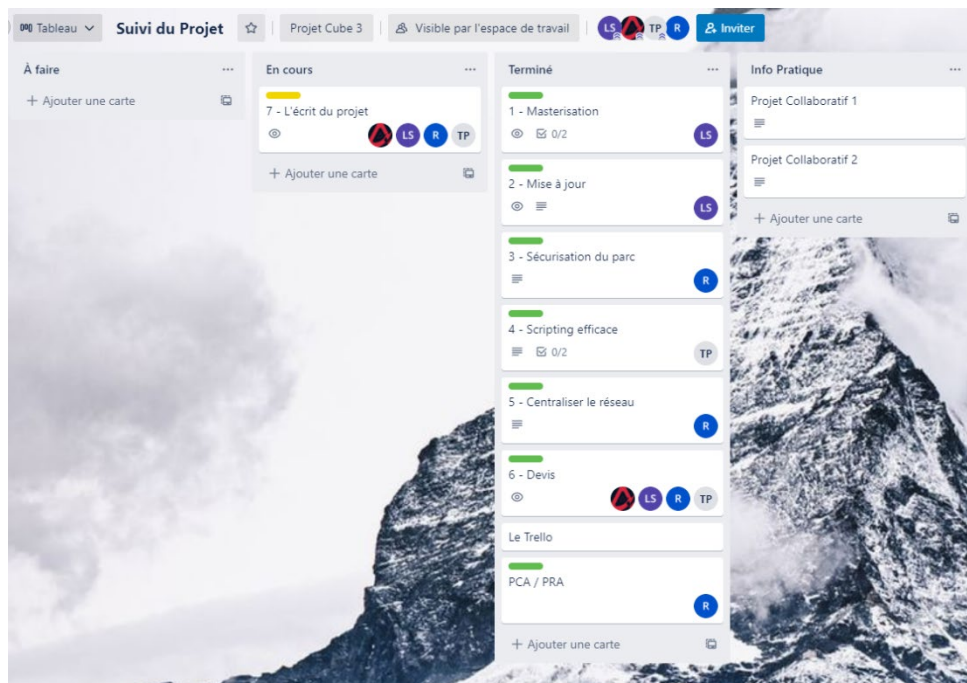 Tableau
Suivi du Projet
Projet Cube 3
Visible par l'espace de travail
LS
TP
R
Inviter
À faire
Ajouter une carte
En cours
7 - L'écrit du projet
LS
R
TP
Ajouter une carte
Terminé
1 - Masterisation
0/2
LS
2 - Mise à jour
LS
3 - Sécurisation du parc
R
4 - Scripting efficace
0/2
TP
5 - Centraliser le réseau
R
6 - Devis
LS
R
TP
Le Trello
PCA / PRA
R
Ajouter une carte
Info Pratique
Projet Collaboratif 1
Projet Collaboratif 2
Ajouter une carte